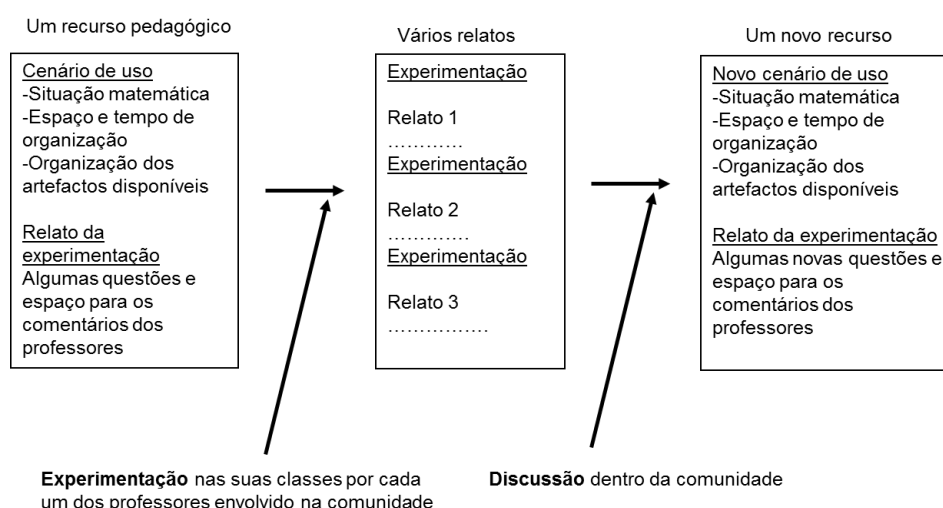 Um recurso pedagógico
Cenário de uso
-Situação matemática
-Espaço e tempo de
organização
-Organização dos
artefactos disponíveis
Relato da
experimentação
Algumas questões e
espaço para os
comentários dos
professores
Vários relatos
Experimentação
Relato 1
…………
Experimentação
Relato 2
………….
Experimentação
Relato 3
…………….
Um novo recurso
Novo cenário de uso
-Situação matemática
-Espaço e tempo de
organização
-Organização dos
artefactos disponíveis
Relato da experimentação
Algumas novas questões e
espaço para os
comentários dos
professores
Experimentação nas suas classes por cada
um dos professores envolvido na comunidade
Discussão dentro da comunidade